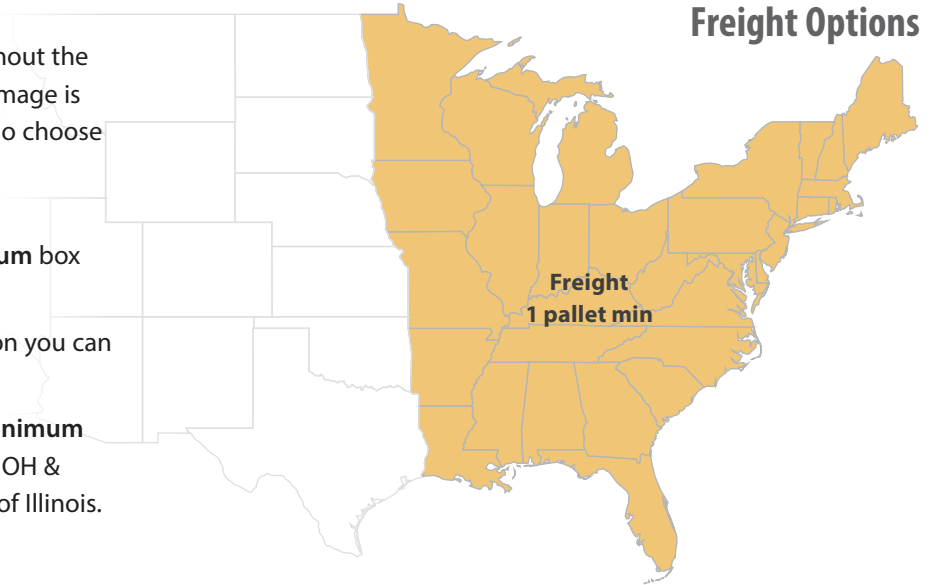 Freight Options
hout the
mage is
o choose
um box
on you can
nimum
OH &
of Illinois.
Freight
1 pallet min